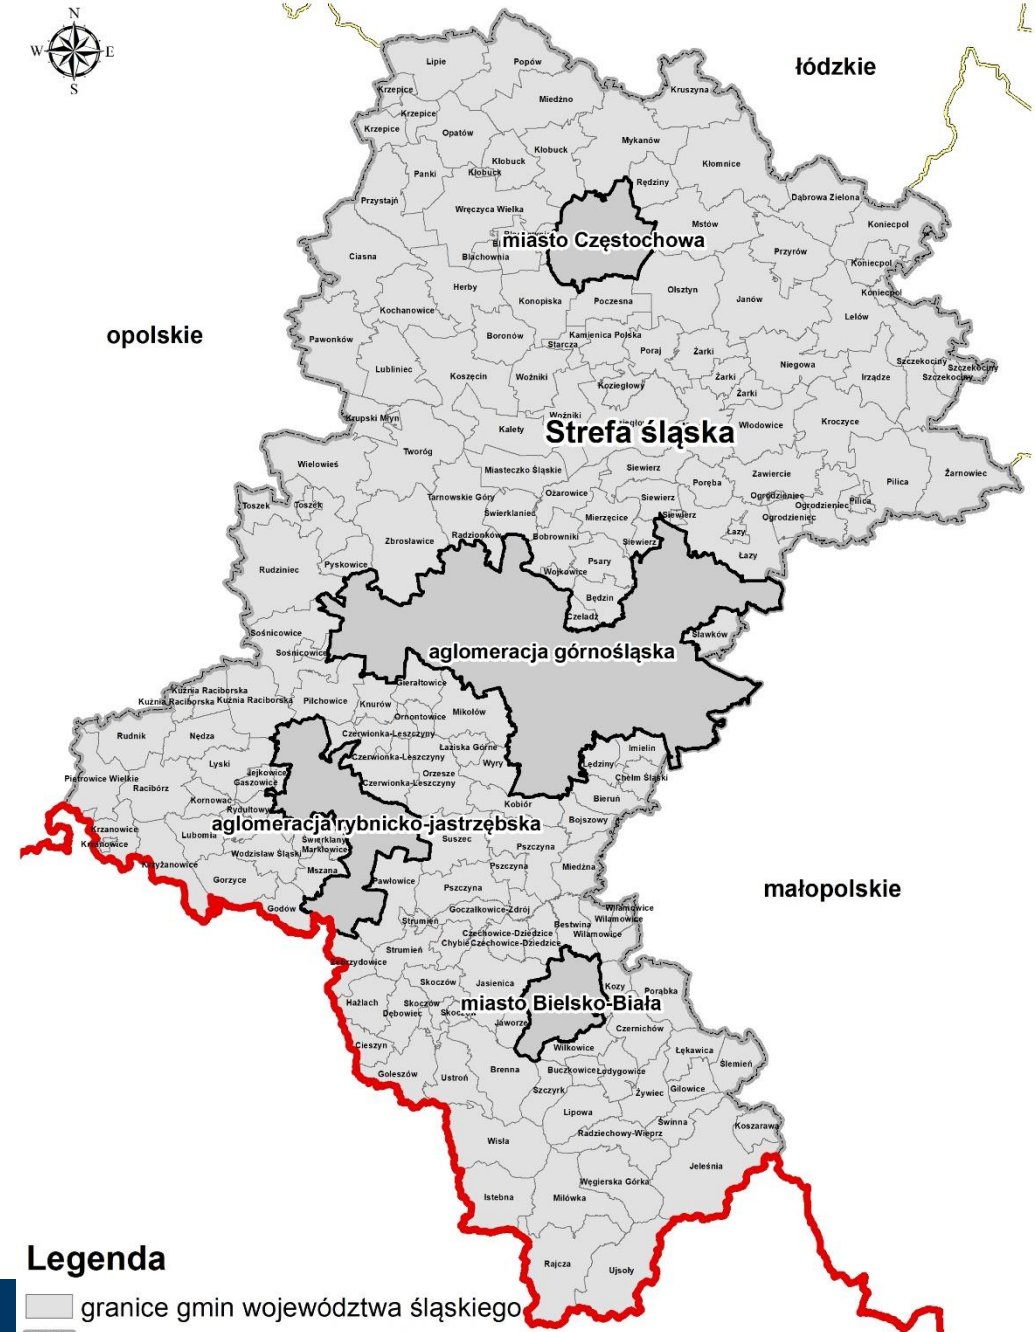 N
W E
S
łódzkie
opolskie
małopolskie
Lipie
Popów
Krzepice
Kruszyna
Miedźno
Krzepice
Krzepice
Opatów
Mykanów
Kłobuck
Kłobuck
Kłomnice
Kłobuck
Panki
Rędziny
Przystajń
Dąbrowa Zielona
Wręczyca Wielka
Mstów
Koniecpol
miasto Częstochowa
Przyrów
Ciasna
Blachownia
Koniecpol
Herby
Olsztyn
Koniecpol
Konopiska
Poczesna
Janów
Kochanowice
Lelów
Pawonków
Boronów
Kamienica Polska
Starcza
Poraj
Żarki
Szczekociny
Szczekociny
Szczekociny
Lubliniec
Koszęcin
Woźniki
Niegowa
Żarki
Irządze
Koziegłowy
Żarki
Krupski Młyn
Woźniki
Kalety
Strefa śląska
Włodowice
Kroczyce
Tworóg
Wielowieś
Miasteczko Śląskie
Siewierz
Zawiercie
Żarnowiec
Poręba
Pilica
Toszek
Toszek
Tarnowskie Góry
Ożarowice
Siewierz
Ogrodzieniec
Pilica
Ogrodzieniec
Świerklaniec
Mierzęcice
Siewierz
Ogrodzieniec
Zbrosławice
Radzionków
Bobrowniki
Siewierz
Łazy
Łazy
Rudziniec
Pyskowice
Psary
Wojkowice
Będzin
Czeladź
Sośnicowice
Sławków
Sośnicowice
aglomeracja górnośląska
Gierałtowice
Kuźnia Raciborska
Kuźnia Raciborska
Kuźnia Raciborska
Pilchowice
Knurów
Ornontowice
Mikołów
Rudnik
Nędza
Czerwionka-Leszczyny
Łaziska Górne
Imielin
Lyski
Czerwionka-Leszczyny
Wyry
Lędziny
Pietrowice Wielkie
Jejkowice
Orzesze
Chełm Śląski
Racibórz
Gaszowice
Czerwionka-Leszczyny
Kornowac
Rydułtowy
Kobiór
Bieruń
aglomeracja rybnicko-jastrzębska
Bojszowy
Krzanowice
Lubomia
Świerklany
Suszec
Krzanowice
Marklowice
Pszczyna
Wodzisław Śląski
Krzyżanowice
Mszana
Pszczyna
Miedźna
Gorzyce
Pawłowice
Pszczyna
Godów
Goczałkowice-Zdrój
Wilamowice
Strumień
Bestwina
Wilamowice
Czechowice-Dziedzice
Wilamowice
Strumień
Chybie
Czechowice-Dziedzice
Zebrzydowice
Skoczów
Jasienica
Kozy
Porąbka
Hażlach
Skoczów
miasto Bielsko-Biała
Dębowiec
Jaworze
Czernichów
Cieszyn
Wilkowice
Łękawica
Ślemień
Goleszów
Ustroń
Brenna
Buczkowice
Łodygowice
Szczyrk
Żywiec
Gilowice
Lipowa
Świnna
Koszarawa
Wisła
Radziechowy-Wieprz
Jeleśnia
Węgierska Górka
Istebna
Milówka
Rajcza
Ujsoły
Legenda
granice gmin województwa śląskiego